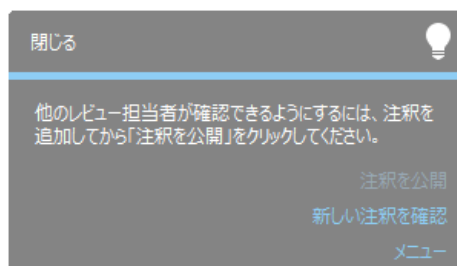 閉じる
他のレビュー担当者が確認できるようにするには、注釈を
追加してから「注釈を公開」をクリックしてください。
注釈を公開
新しい注釈を確認
メニュー